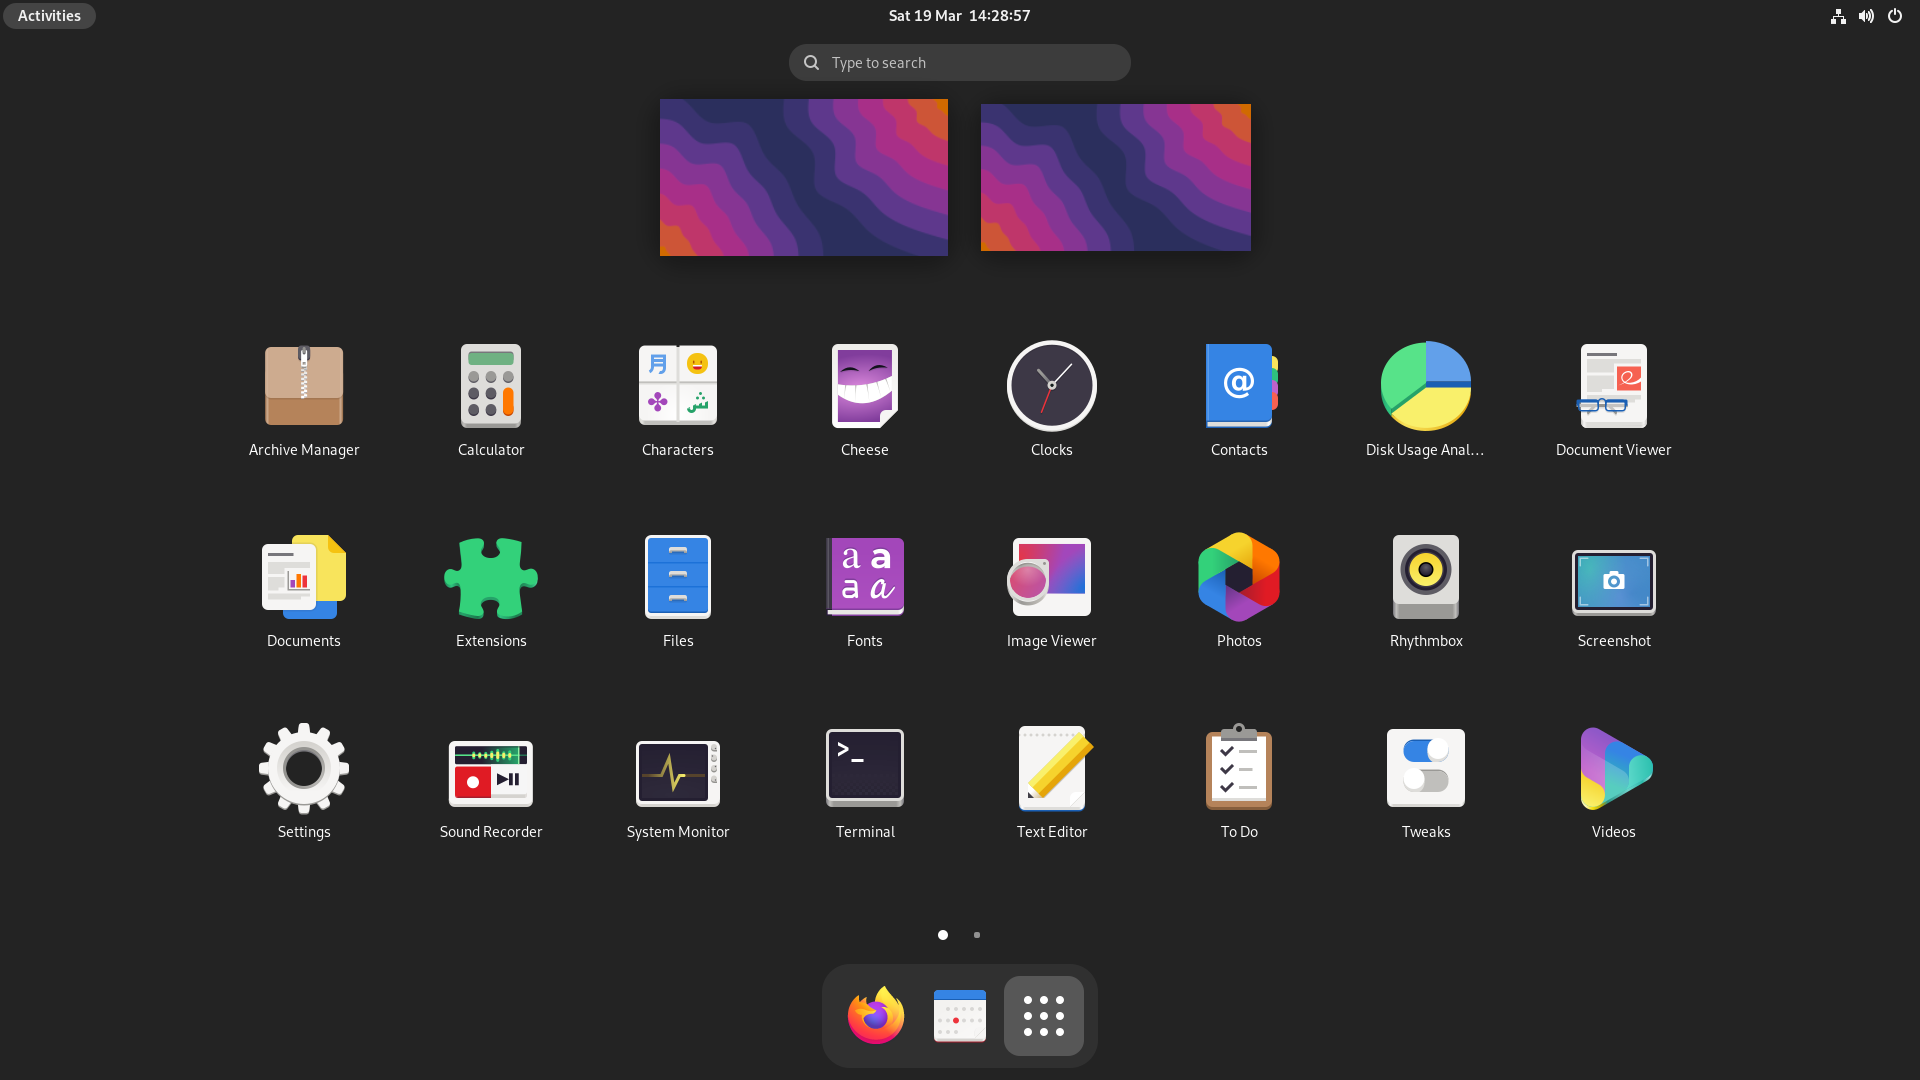 Activities
Sat 19 Mar 14:28:57
Type to search
月
ش
@
Archive Manager
Calculator
Characters
Cheese
Clocks
Contacts
Disk Usage Anal...
Document Viewer
a a
a a
Documents
Extensions
Files
Fonts
Image Viewer
Photos
Rhythmbox
Screenshot
>_
Settings
Sound Recorder
System Monitor
Terminal
Text Editor
To Do
Tweaks
Videos